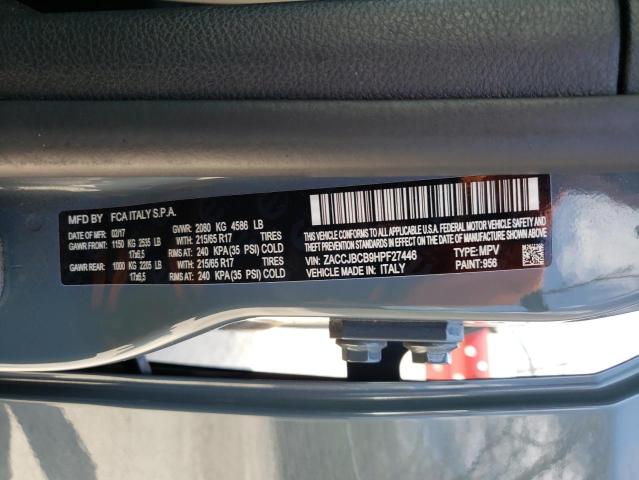 MFD BY FCA ITALY S.P.A.
DATE OF MFD: 02/17 GVWR: 2080 KG 4586 LB
GAWR FRONT: 1150 KG 2535 LB WITH: 215/65 R17 TIRES
17x6,5 RIMS AT: 240 KPA(35 PSI) COLD
GAWR REAR: 1000 KG 2205 LB WITH: 215/65 R17 TIRES
17x6,5 RIMS AT: 240 KPA(35 PSI) COLD
THIS VEHICLE CONFORMS TO ALL APPLICABLE U.S.A. FEDERAL MOTOR VEHICLE SAFETY, BUMPER, AND THEFT PREVENTION STANDARDS IN EFFECT ON THE DATE OF MANUFACTURE SHOWN ABOVE.
VIN: ZACCJBCB9HPF27446 TYPE: MPV
VEHICLE MADE IN: ITALY PAINT: 956